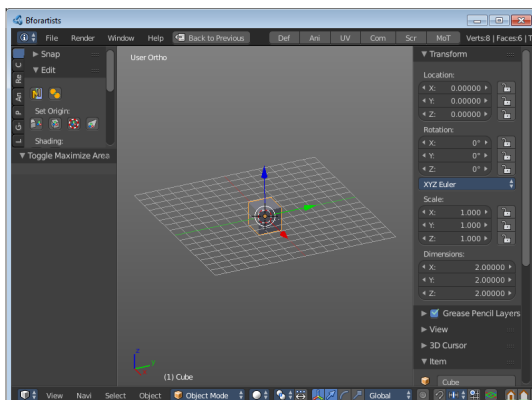 Bforartists
File Render Window Help Back to Previous Def Ani UV Com Scr MoT Verts:8 | Faces:6 | T
Snap
Edit
Set Origin:
Shading:
Toggle Maximize Area
C
Re
An
P
G
L
User Ortho
z
y
(1) Cube
Transform
Location:
X: 0.00000
Y: 0.00000
Z: 0.00000
Rotation:
X: 0°
Y: 0°
Z: 0°
XYZ Euler
Scale:
X: 1.000
Y: 1.000
Z: 1.000
Dimensions:
X: 2.00000
Y: 2.00000
Z: 2.00000
Grease Pencil Layers
View
3D Cursor
Item
Cube
View Navi Select Object Object Mode Global